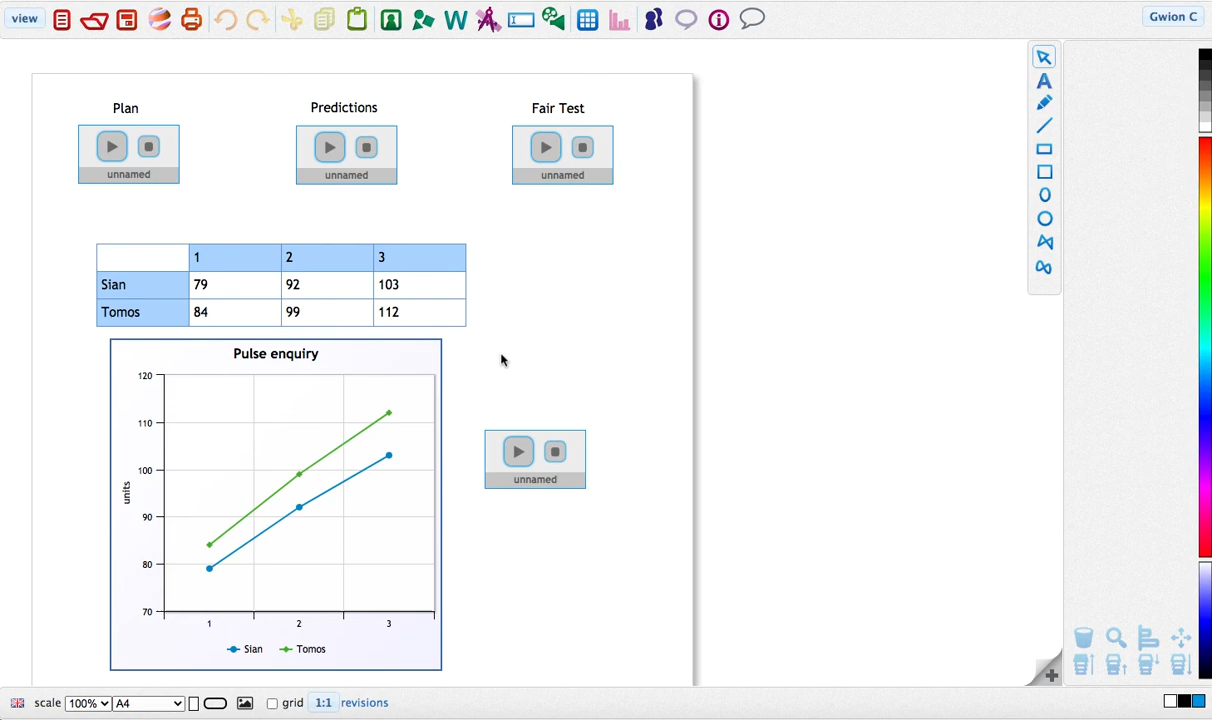 view
Gwion C
Plan Predictions Fair Test
unnamed unnamed unnamed
1 2 3
Sian 79 92 103
Tomos 84 99 112
Pulse enquiry
120
110
100
units
90
80
70
1 2 3
Sian Tomos
unnamed
scale 100% A4 grid 1:1 revisions